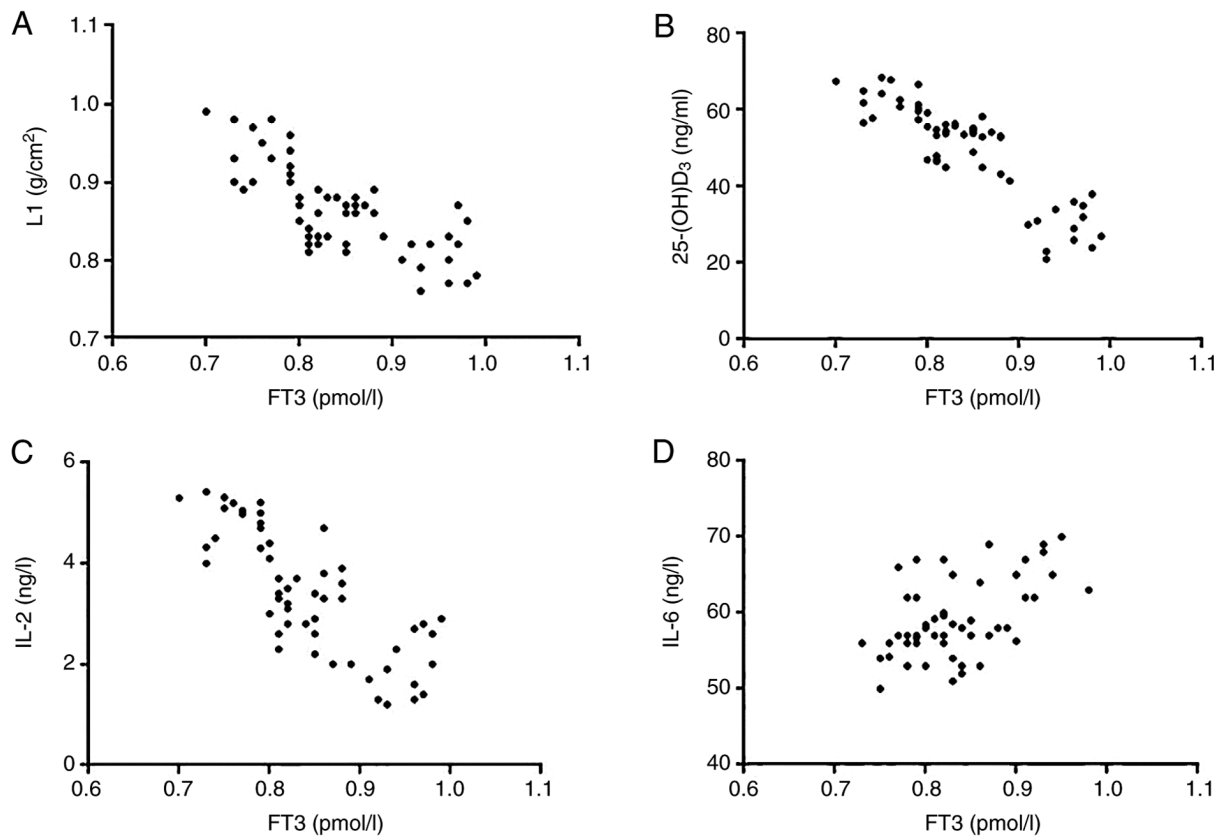 A
L1 (g/cm²)
1.1
1.0
0.9
0.8
0.7
0.6 0.7 0.8 0.9 1.0 1.1
FT3 (pmol/l)
B
25-(OH)D₃ (ng/ml)
80
60
40
20
0
0.6 0.7 0.8 0.9 1.0 1.1
FT3 (pmol/l)
C
IL-2 (ng/l)
6
4
2
0
0.6 0.7 0.8 0.9 1.0 1.1
FT3 (pmol/l)
D
IL-6 (ng/l)
80
70
60
50
40
0.6 0.7 0.8 0.9 1.0 1.1
FT3 (pmol/l)